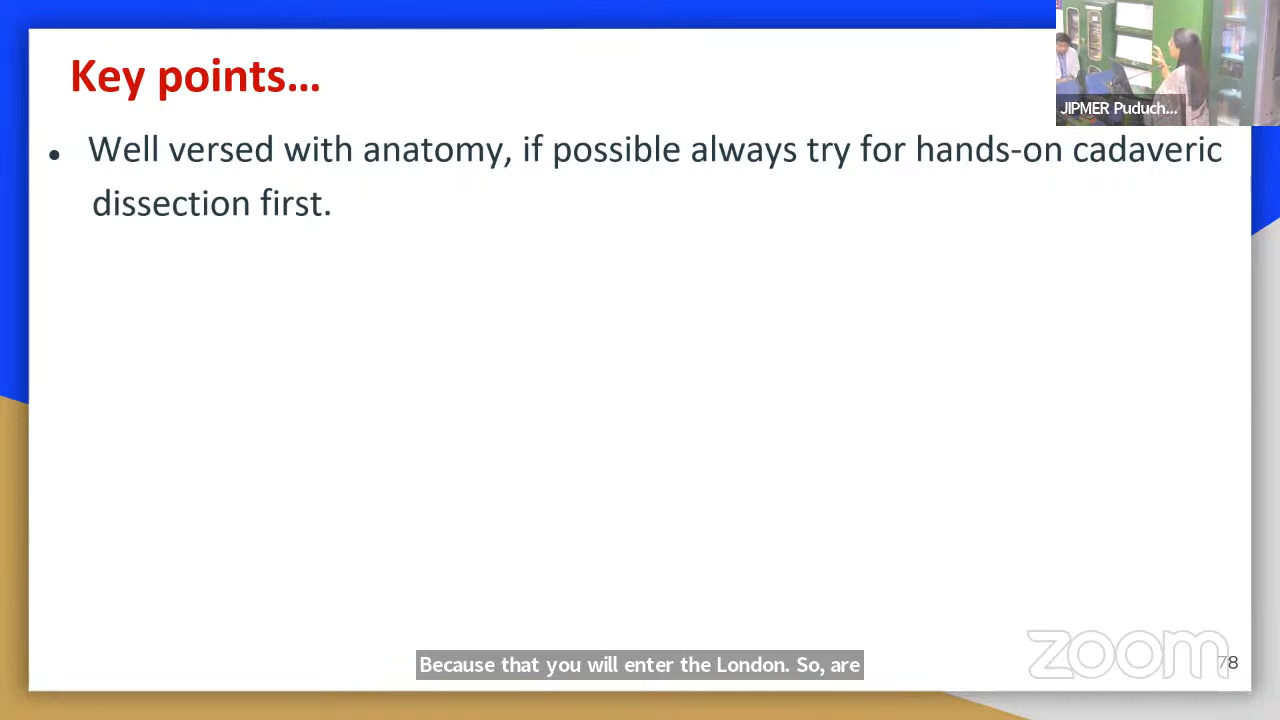 Key points...
JIPMER Puduch...
• Well versed with anatomy, if possible always try for hands-on cadaveric
dissection first.
Because that you will enter the London. So, are
zoom
78